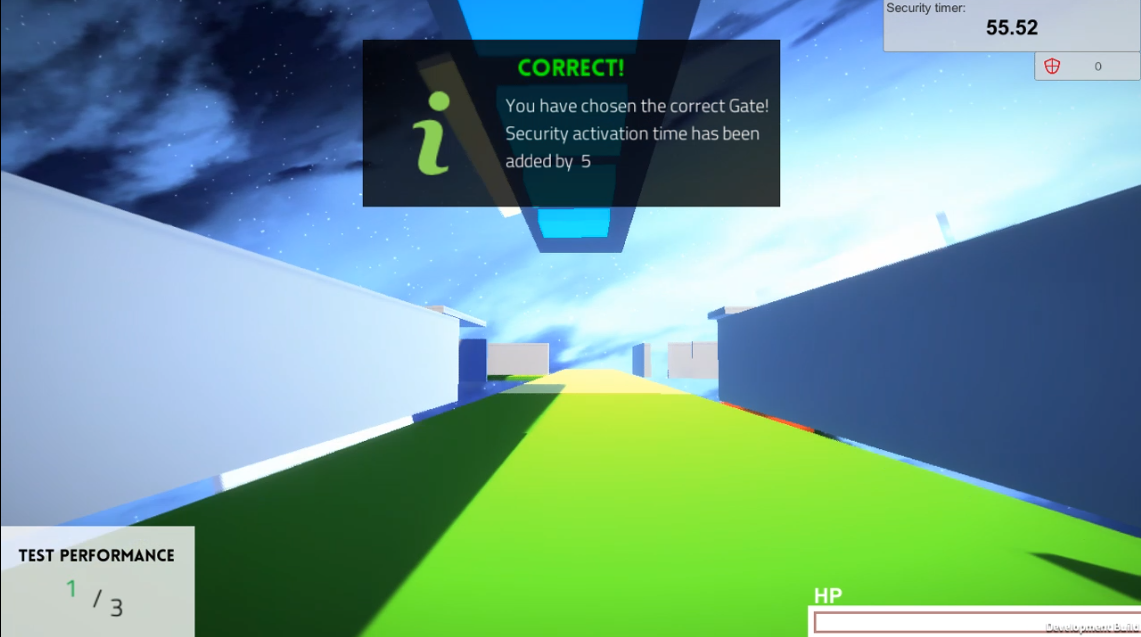 Security timer:
55.52
0
CORRECT!
You have chosen the correct Gate!
Security activation time has been
added by 5
TEST PERFORMANCE
1 / 3
HP
Development Build